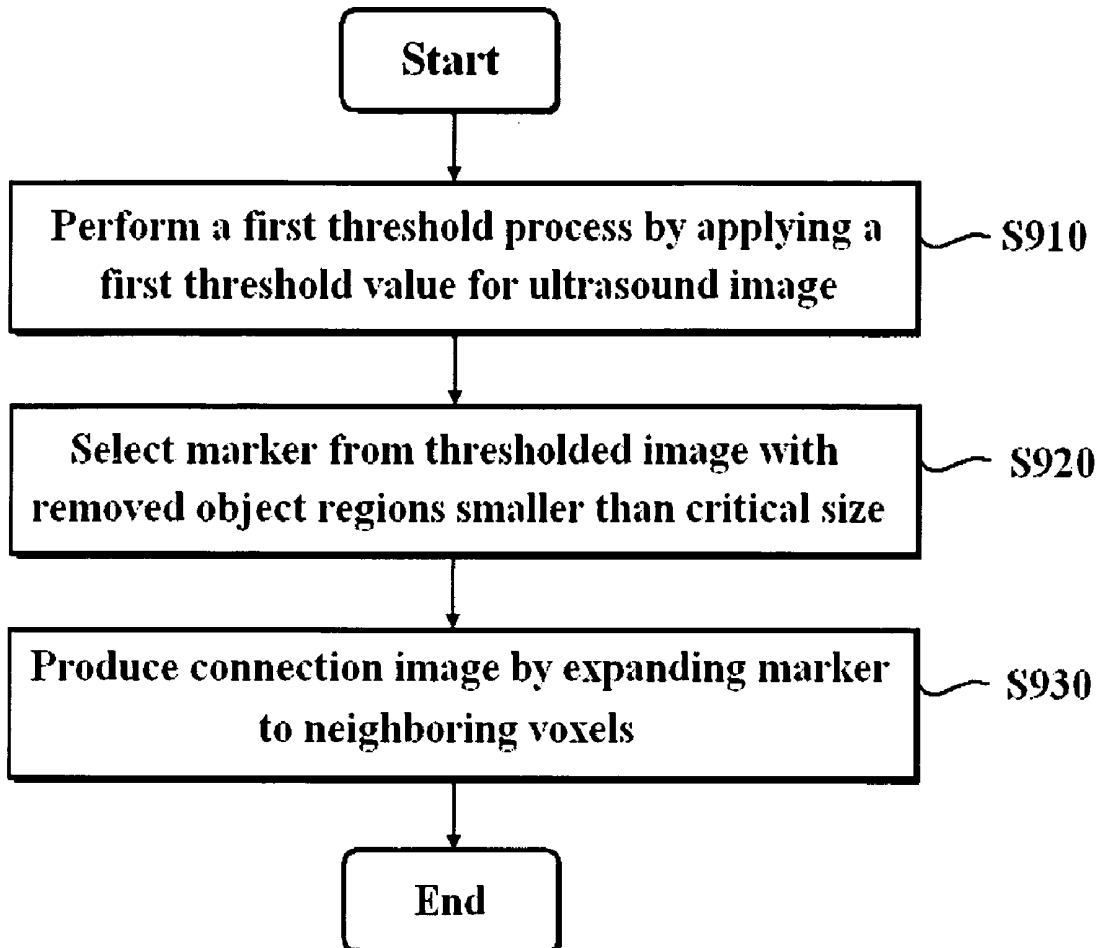 Start
Perform a first threshold process by applying a
first threshold value for ultrasound image
S910
Select marker from thresholded image with
removed object regions smaller than critical size
S920
Produce connection image by expanding marker
to neighboring voxels
S930
End